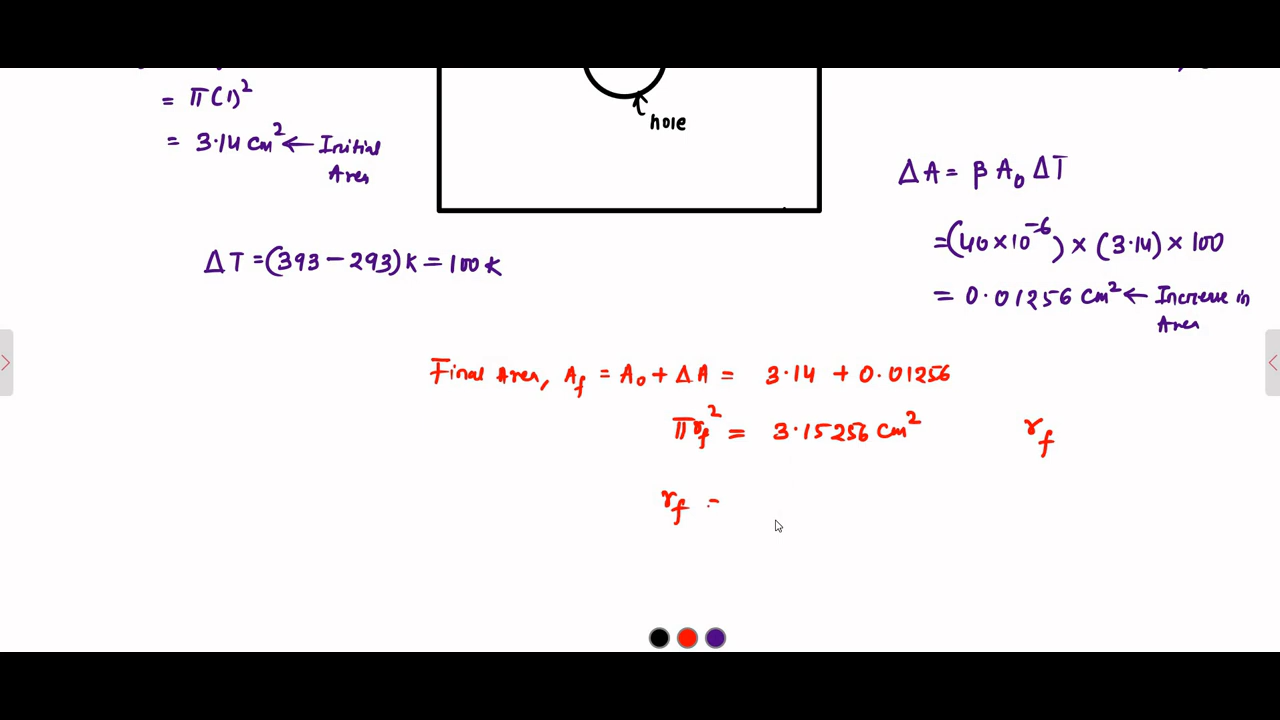 = π(1)²
= 3.14 cm² ← Initial
Area
hole
ΔT = (393 − 293)K = 100K
ΔA = β A₀ ΔT
= (40×10⁻⁶) × (3.14) × 100
= 0.01256 cm² ← Increase in
Area
Final Area, A_f = A₀ + ΔA = 3.14 + 0.01256
πr_f² = 3.15256 cm²
r_f
r_f =